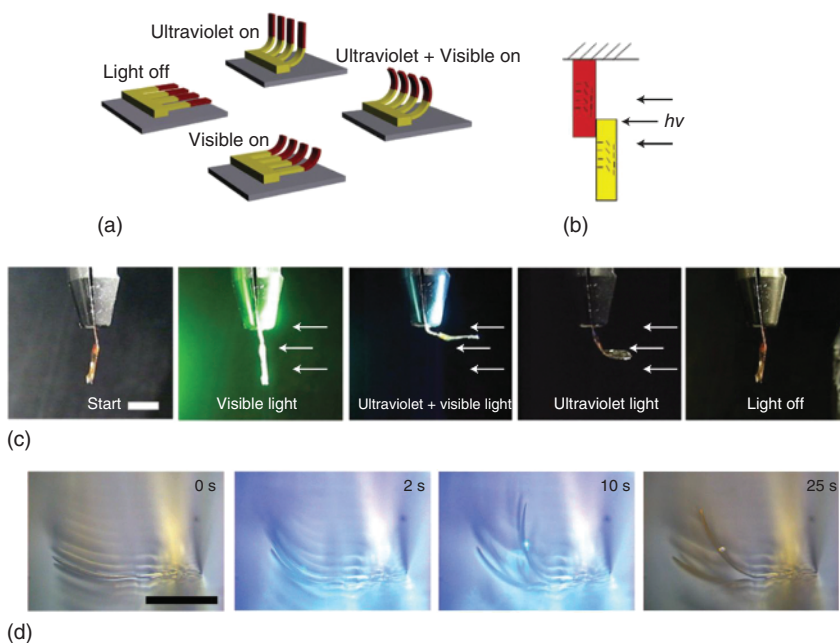 Ultraviolet on
Ultraviolet + Visible on
Light off
Visible on
(a)
hν
(b)
Start
Visible light
Ultraviolet + visible light
Ultraviolet light
Light off
(c)
0 s
2 s
10 s
25 s
(d)